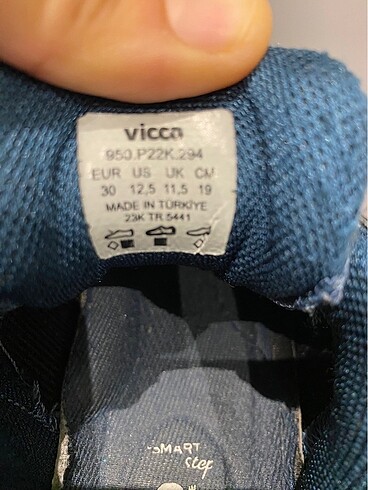 vicco
950.P22K.294
EUR US UK CM
30 12,5 11,5 19
MADE IN TÜRKİYE
23K TR.5441
SMART
step